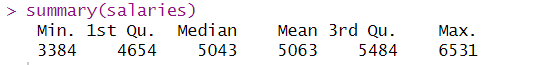 > summary(salaries)
Min. 1st Qu. Median Mean 3rd Qu. Max.
3384 4654 5043 5063 5484 6531